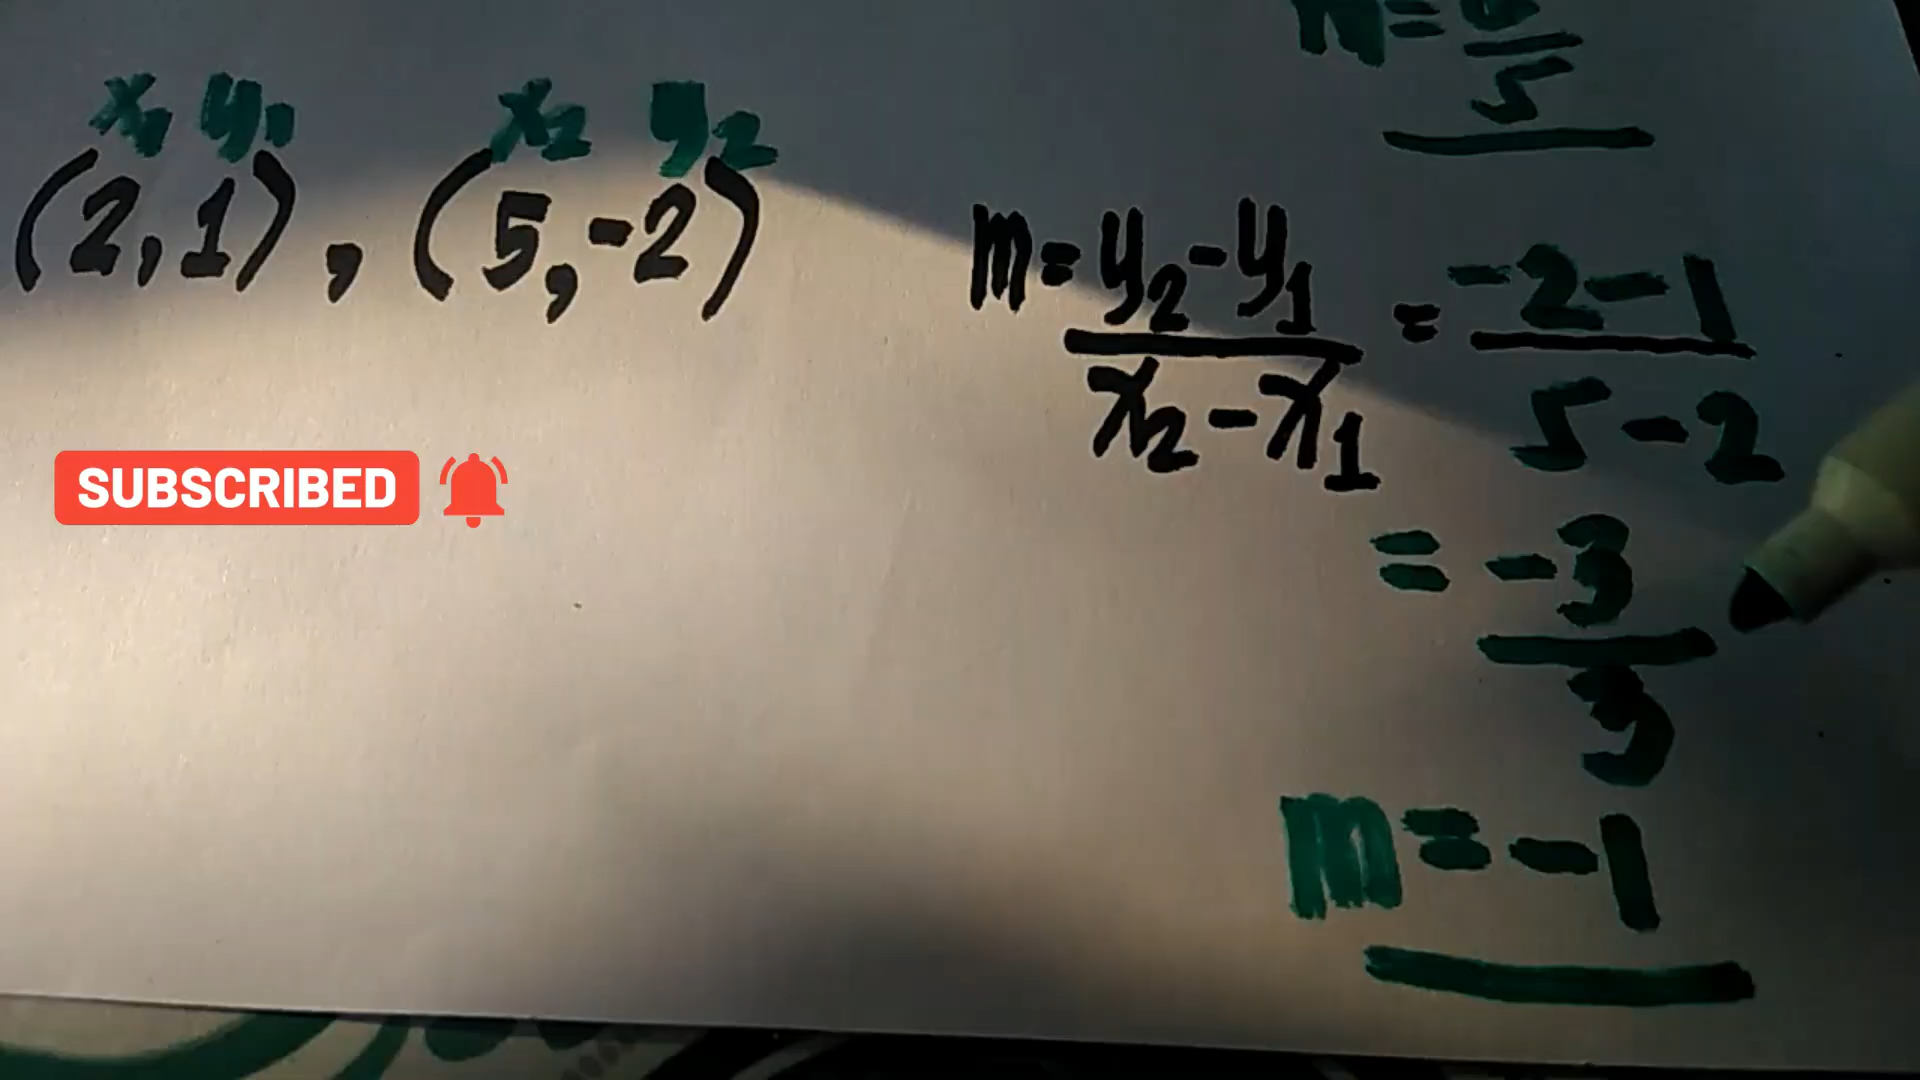 5
x1 y1 x2 y2
(2,1), (5,-2)
m = y2-y1 / x2-x1 = -2-1 / 5-2
SUBSCRIBED
= -3 / 3
m = -1